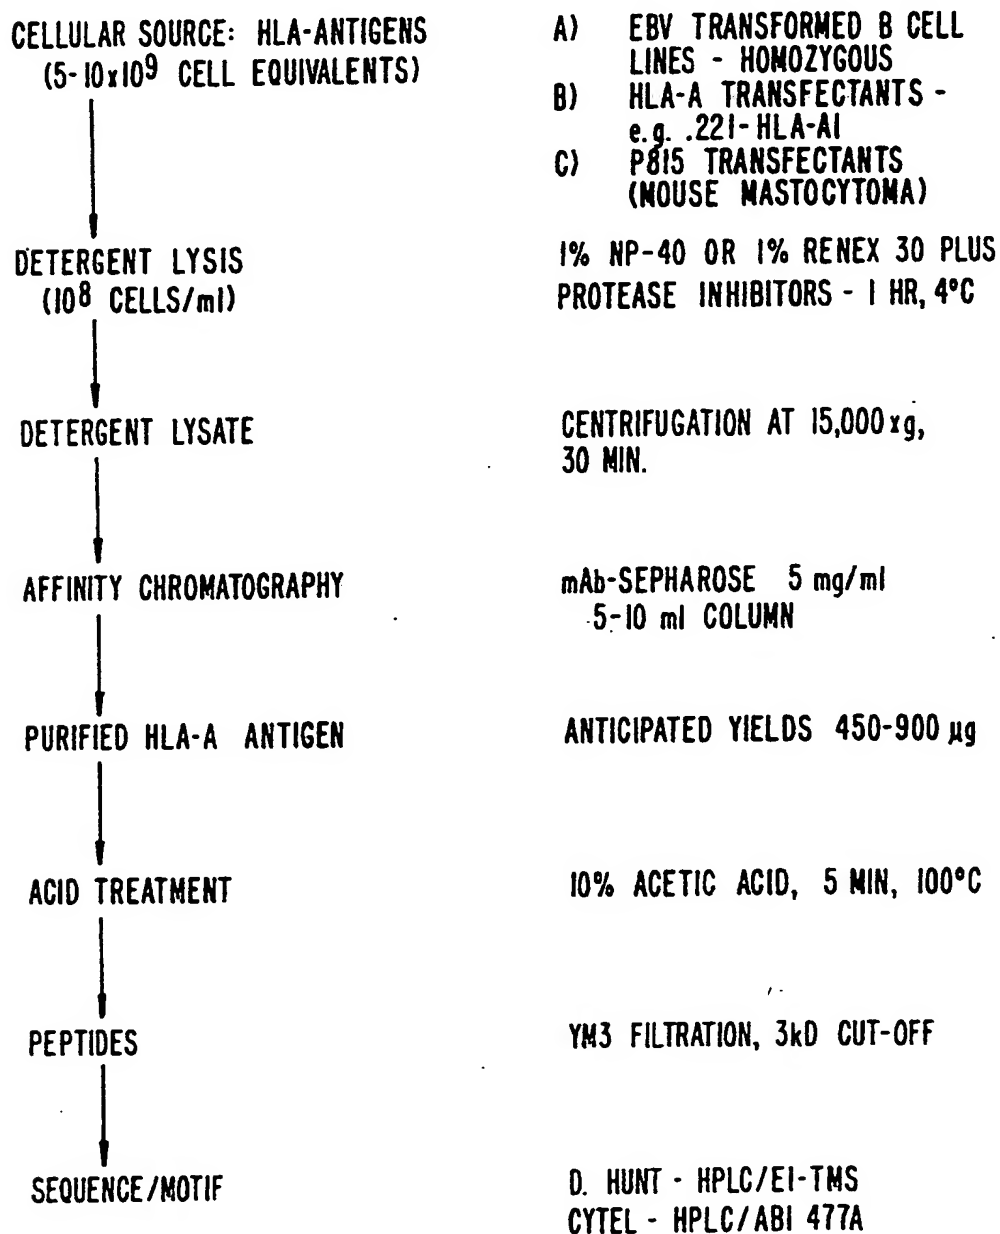 CELLULAR SOURCE: HLA-ANTIGENS
(5-10x10⁹ CELL EQUIVALENTS)
A) EBV TRANSFORMED B CELL
LINES - HOMOZYGOUS
B) HLA-A TRANSFECTANTS -
e.g. .221-HLA-A1
C) P815 TRANSFECTANTS
(MOUSE MASTOCYTOMA)
DETERGENT LYSIS
(10⁸ CELLS/ml)
1% NP-40 OR 1% RENEX 30 PLUS
PROTEASE INHIBITORS - 1 HR, 4°C
DETERGENT LYSATE
CENTRIFUGATION AT 15,000xg,
30 MIN.
AFFINITY CHROMATOGRAPHY
mAb-SEPHAROSE 5 mg/ml
5-10 ml COLUMN
PURIFIED HLA-A ANTIGEN
ANTICIPATED YIELDS 450-900 µg
ACID TREATMENT
10% ACETIC ACID, 5 MIN, 100°C
PEPTIDES
YM3 FILTRATION, 3kD CUT-OFF
SEQUENCE/MOTIF
D. HUNT - HPLC/EI-TMS
CYTEL - HPLC/ABI 477A